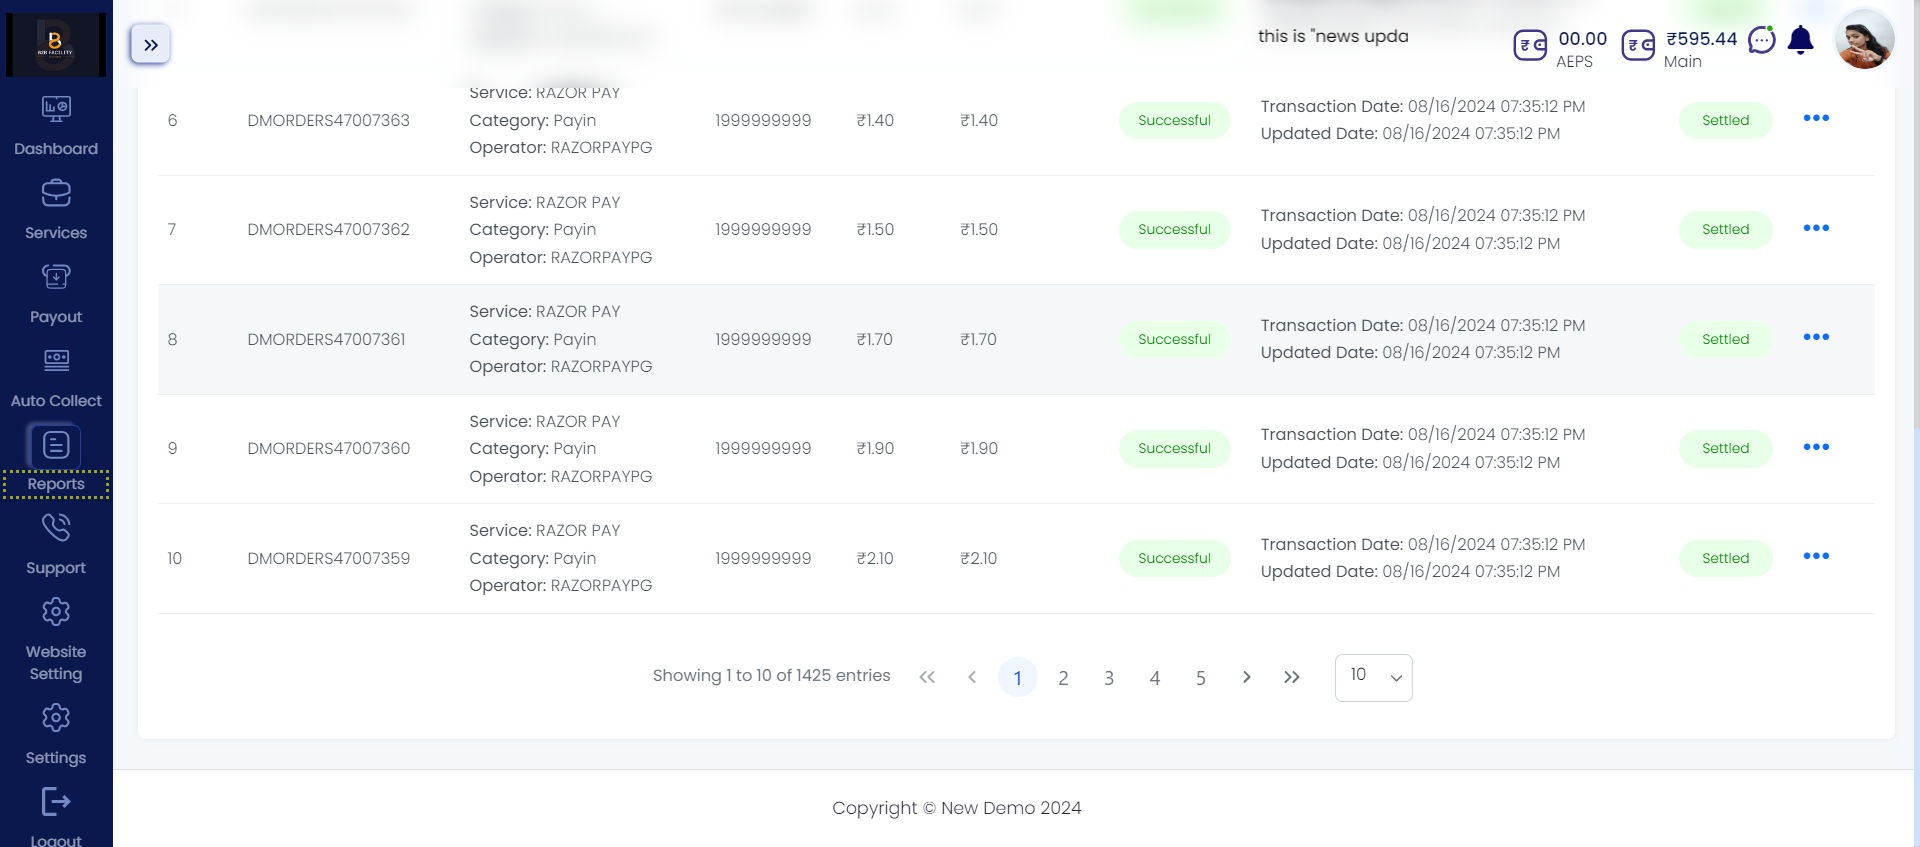 B2B FACILITY
this is "news upda
₹ 00.00
AEPS
₹ ₹595.44
Main
Dashboard
Services
Payout
Auto Collect
Reports
Support
Website
Setting
Settings
Logout
Service: RAZOR PAY
6 DMORDERS47007363 Category: Payin 1999999999 ₹1.40 ₹1.40 Successful Transaction Date: 08/16/2024 07:35:12 PM Settled
Operator: RAZORPAYPG Updated Date: 08/16/2024 07:35:12 PM
Service: RAZOR PAY
7 DMORDERS47007362 Category: Payin 1999999999 ₹1.50 ₹1.50 Successful Transaction Date: 08/16/2024 07:35:12 PM Settled
Operator: RAZORPAYPG Updated Date: 08/16/2024 07:35:12 PM
Service: RAZOR PAY
8 DMORDERS47007361 Category: Payin 1999999999 ₹1.70 ₹1.70 Successful Transaction Date: 08/16/2024 07:35:12 PM Settled
Operator: RAZORPAYPG Updated Date: 08/16/2024 07:35:12 PM
Service: RAZOR PAY
9 DMORDERS47007360 Category: Payin 1999999999 ₹1.90 ₹1.90 Successful Transaction Date: 08/16/2024 07:35:12 PM Settled
Operator: RAZORPAYPG Updated Date: 08/16/2024 07:35:12 PM
Service: RAZOR PAY
10 DMORDERS47007359 Category: Payin 1999999999 ₹2.10 ₹2.10 Successful Transaction Date: 08/16/2024 07:35:12 PM Settled
Operator: RAZORPAYPG Updated Date: 08/16/2024 07:35:12 PM
Showing 1 to 10 of 1425 entries 1 2 3 4 5 10
Copyright © New Demo 2024